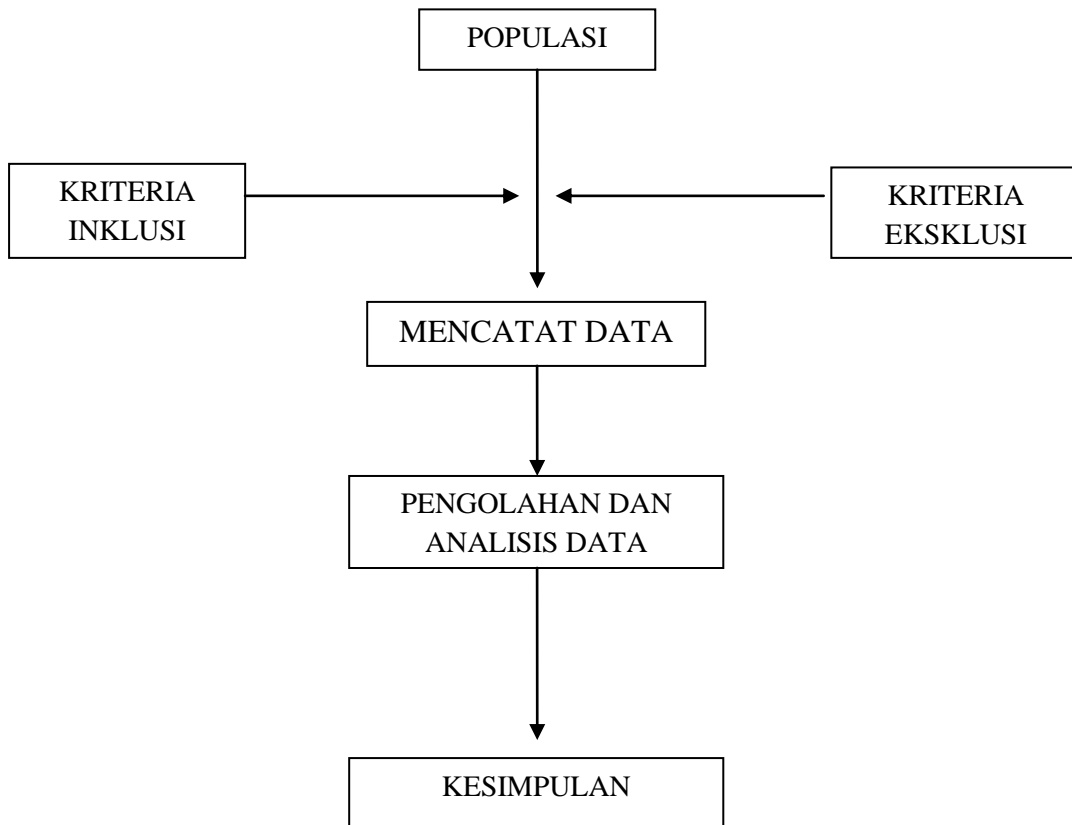 POPULASI
KRITERIA
INKLUSI
KRITERIA
EKSKLUSI
MENCATAT DATA
PENGOLAHAN DAN
ANALISIS DATA
KESIMPULAN